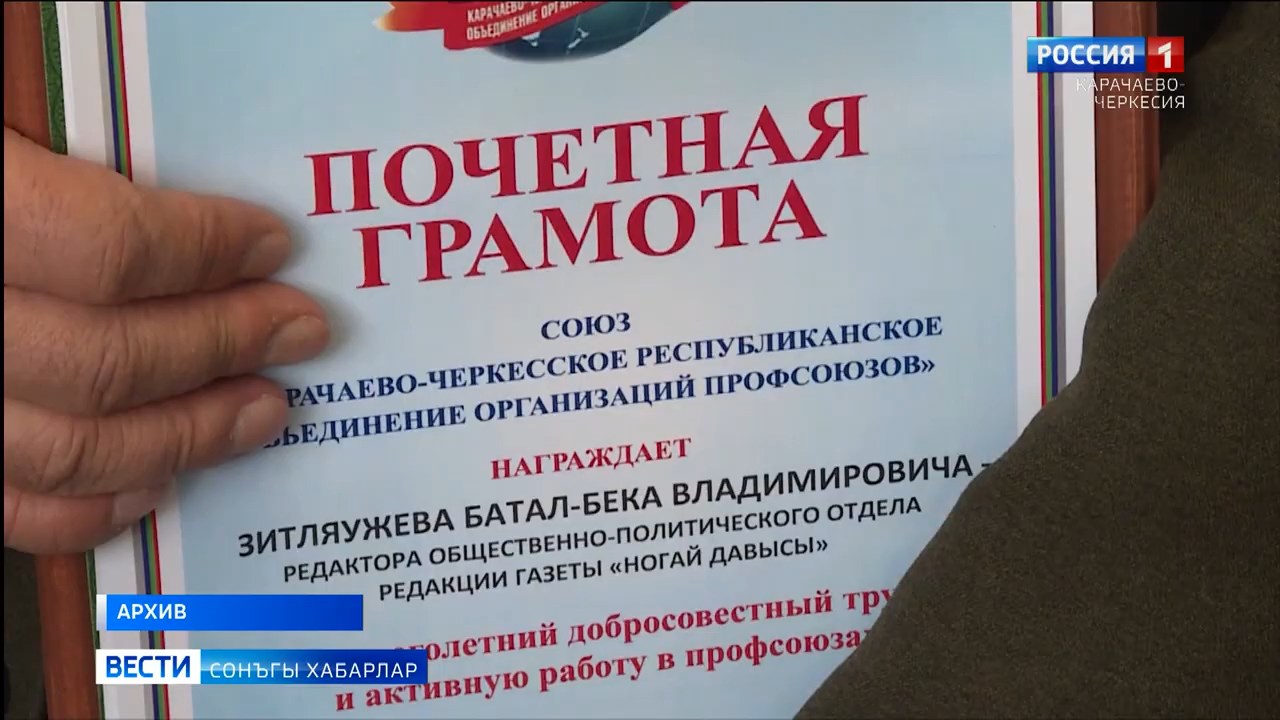 КАРАЧАЕВО-
ОБЪЕДИНЕНИЕ ОРГАНИ
РОССИЯ 1
КАРАЧАЕВО-
ЧЕРКЕСИЯ
ПОЧЕТНАЯ
ГРАМОТА
СОЮЗ
РАЧАЕВО-ЧЕРКЕССКОЕ РЕСПУБЛИКАНСКОЕ
ЪЕДИНЕНИЕ ОРГАНИЗАЦИЙ ПРОФСОЮЗОВ»
НАГРАЖДАЕТ
ЗИТЛЯУЖЕВА БАТАЛ-БЕКА ВЛАДИМИРОВИЧА –
РЕДАКТОРА ОБЩЕСТВЕННО-ПОЛИТИЧЕСКОГО ОТДЕЛА
РЕДАКЦИИ ГАЗЕТЫ «НОГАЙ ДАВЫСЫ»
голетний добросовестный тру
и активную работу в профсоюза
АРХИВ
ВЕСТИ СОНЪГЫ ХАБАРЛАР